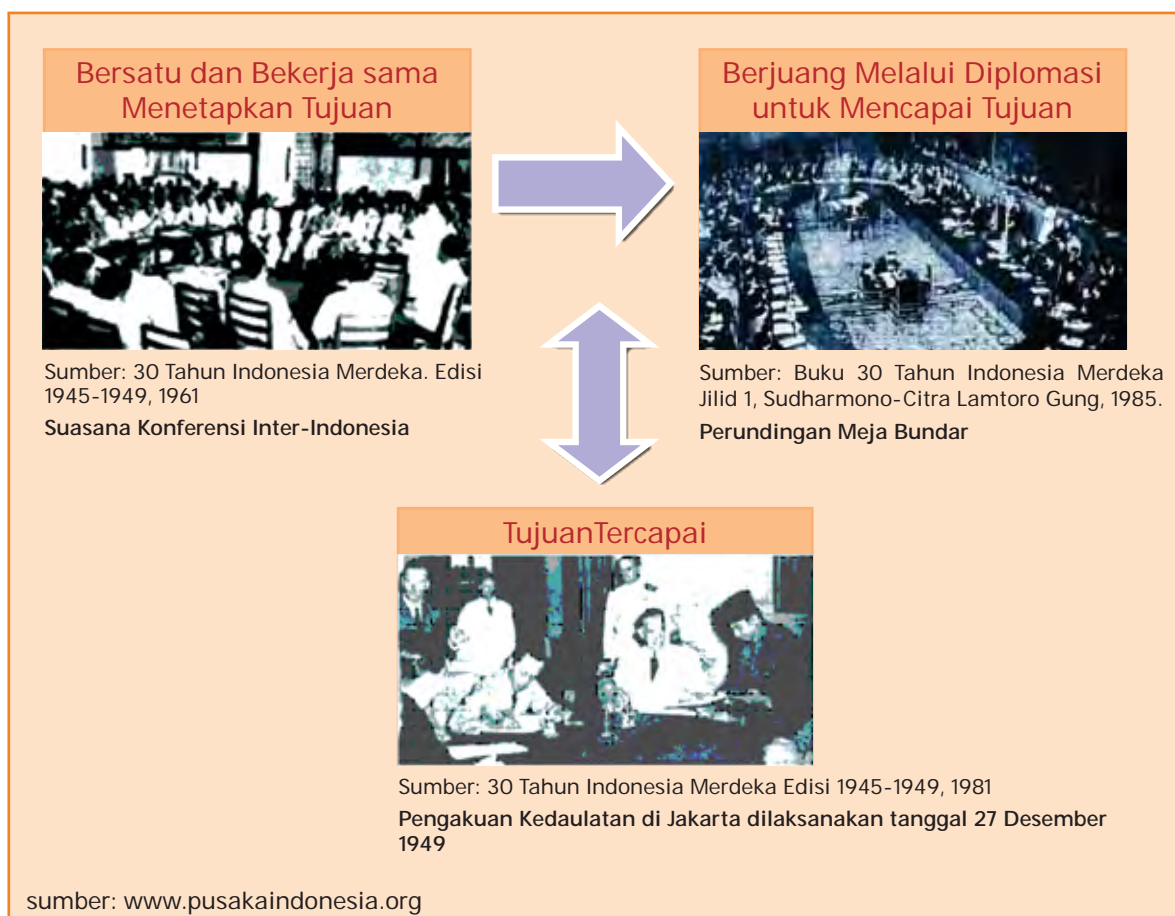 Bersatu dan Bekerja sama
Menetapkan Tujuan
Sumber: 30 Tahun Indonesia Merdeka. Edisi
1945-1949, 1961
Suasana Konferensi Inter-Indonesia
Berjuang Melalui Diplomasi
untuk Mencapai Tujuan
Sumber: Buku 30 Tahun Indonesia Merdeka
Jilid 1, Sudharmono-Citra Lamtoro Gung, 1985.
Perundingan Meja Bundar
TujuanTercapai
Sumber: 30 Tahun Indonesia Merdeka Edisi 1945-1949, 1981
Pengakuan Kedaulatan di Jakarta dilaksanakan tanggal 27 Desember
1949
sumber: www.pusakaindonesia.org